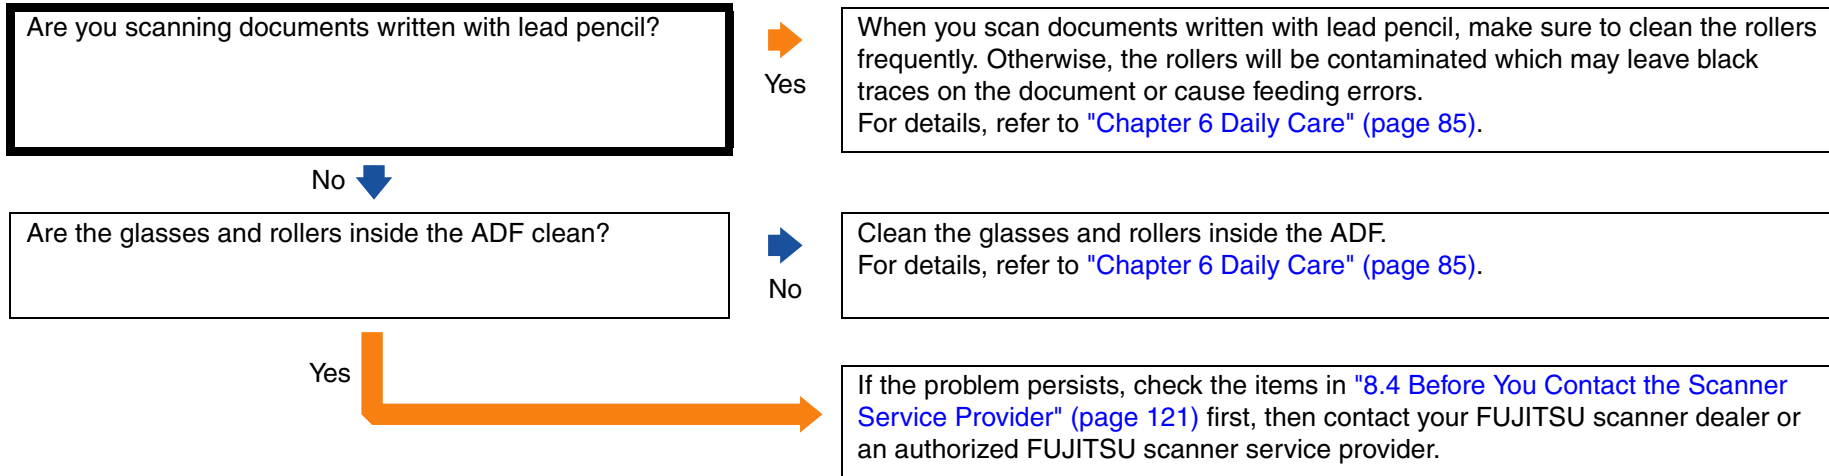 Are you scanning documents written with lead pencil?
Yes
When you scan documents written with lead pencil, make sure to clean the rollers
frequently. Otherwise, the rollers will be contaminated which may leave black
traces on the document or cause feeding errors.
For details, refer to "Chapter 6 Daily Care" (page 85).
No
Are the glasses and rollers inside the ADF clean?
No
Clean the glasses and rollers inside the ADF.
For details, refer to "Chapter 6 Daily Care" (page 85).
Yes
If the problem persists, check the items in "8.4 Before You Contact the Scanner
Service Provider" (page 121) first, then contact your FUJITSU scanner dealer or
an authorized FUJITSU scanner service provider.